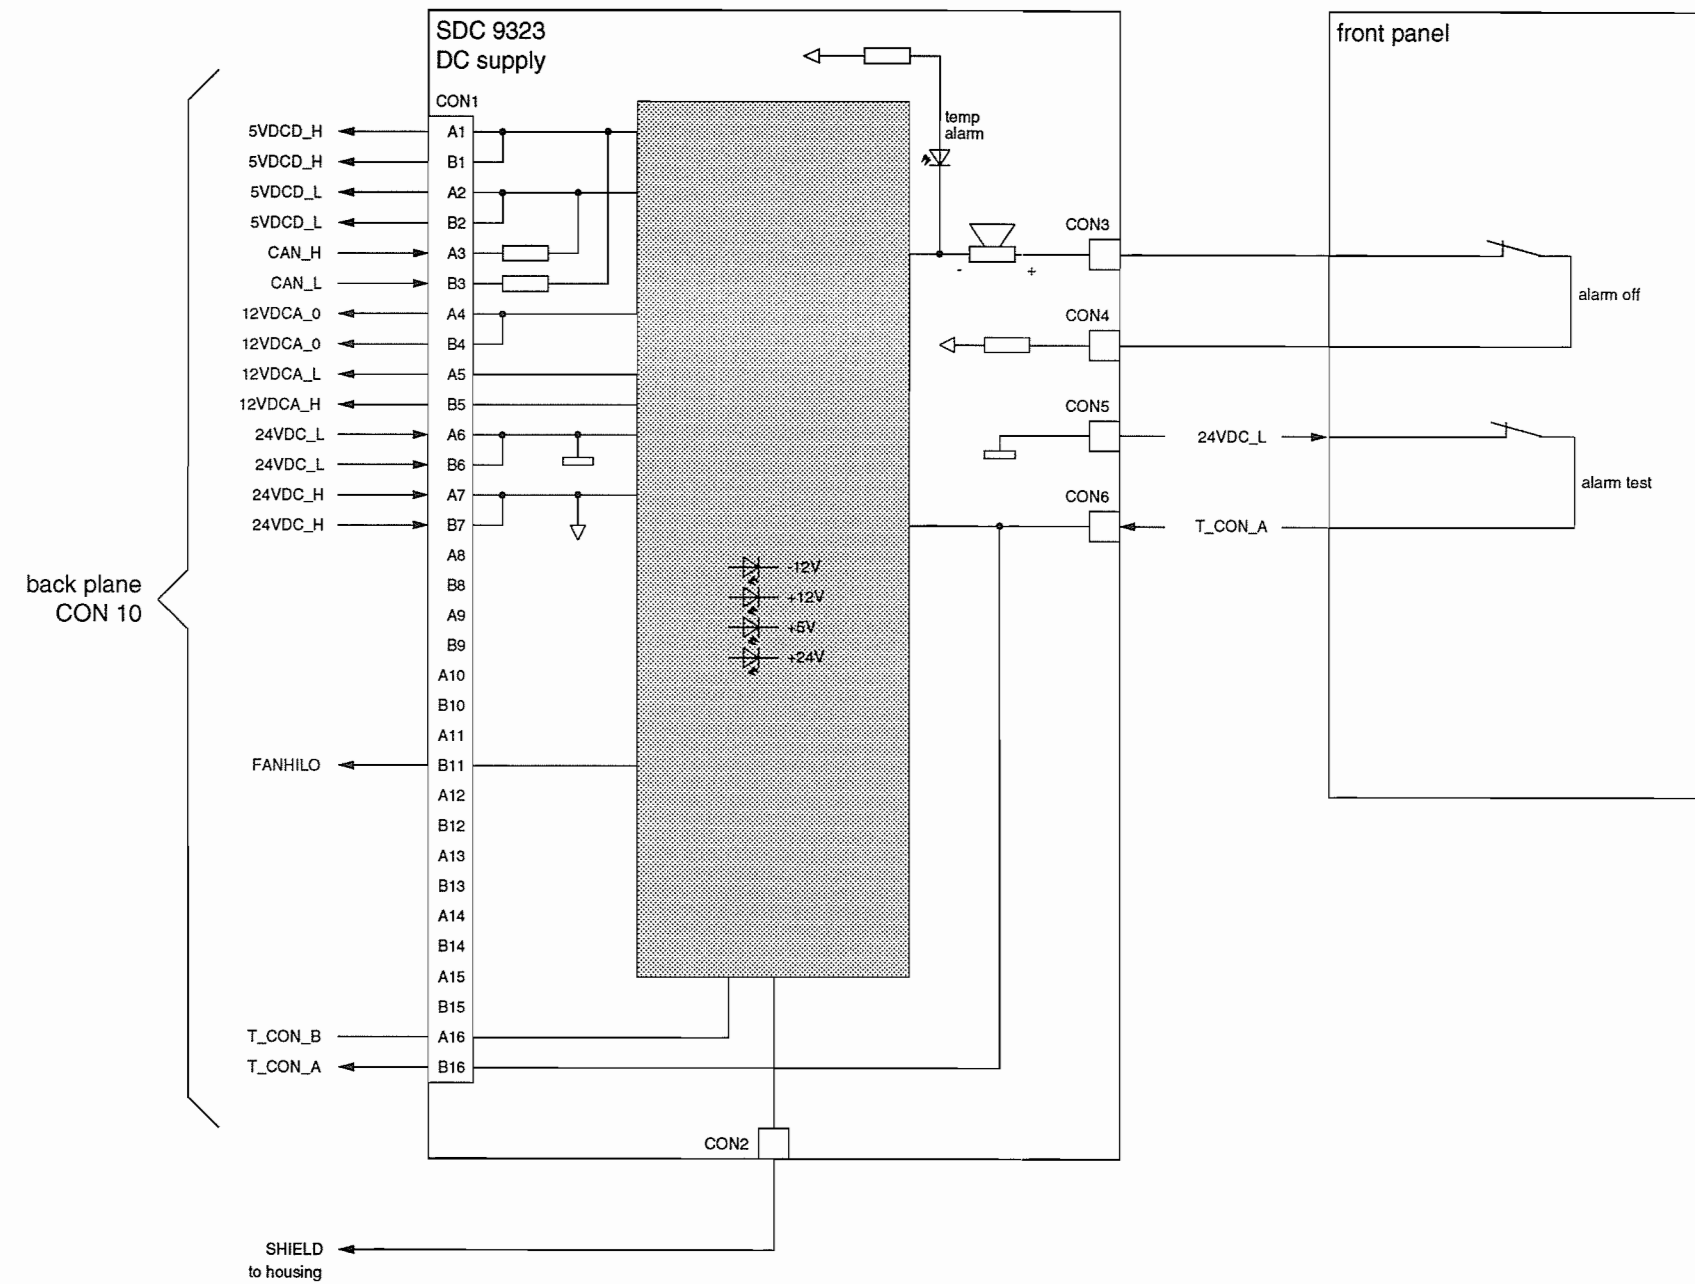 SDC 9323
DC supply
front panel
CON1
temp
alarm
5VDCD_H A1
5VDCD_H B1
5VDCD_L A2
5VDCD_L B2
CAN_H A3
CAN_L B3
12VDCA_0 A4
12VDCA_0 B4
12VDCA_L A5
12VDCA_H B5
24VDC_L A6
24VDC_L B6
24VDC_H A7
24VDC_H B7
A8
B8
A9
B9
A10
B10
A11
FANHILO B11
A12
B12
A13
B13
A14
B14
A15
B15
T_CON_B A16
T_CON_A B16
back plane
CON 10
-12V
+12V
+5V
+24V
CON3
- +
alarm off
CON4
CON5
24VDC_L
alarm test
CON6
T_CON_A
CON2
SHIELD
to housing